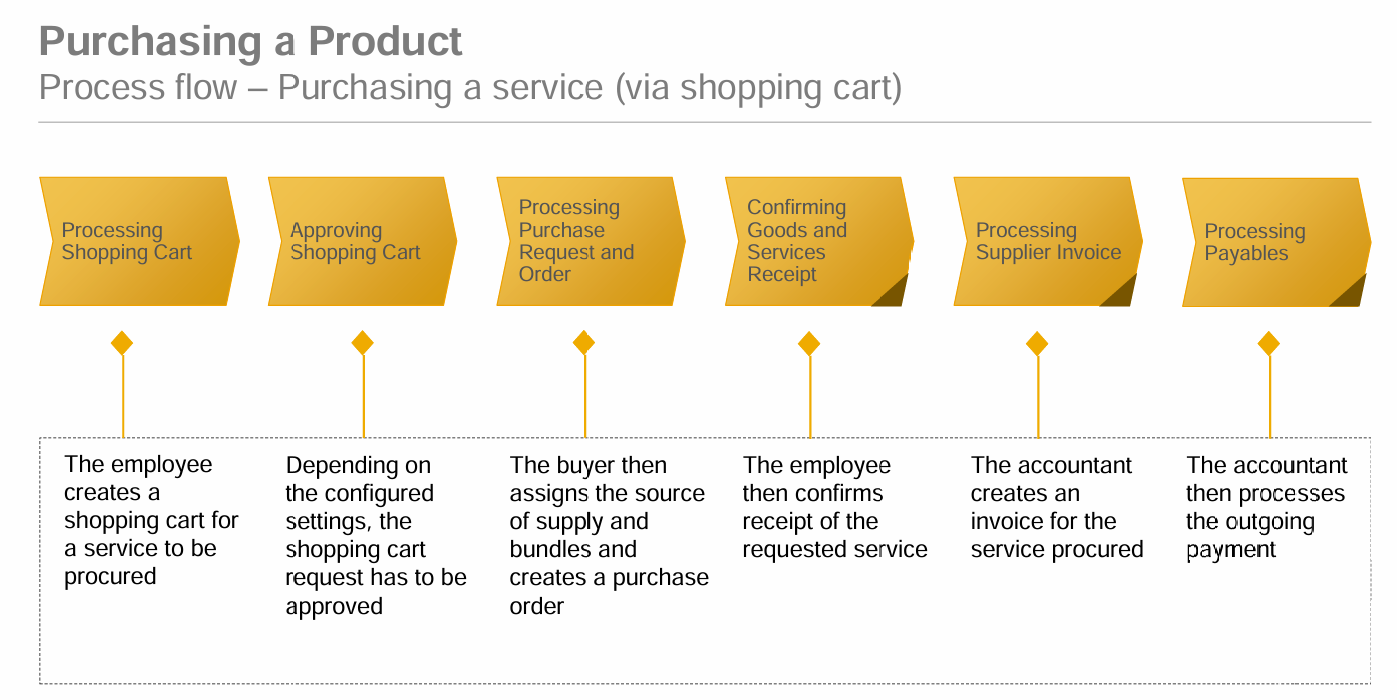 Purchasing a Product
Process flow – Purchasing a service (via shopping cart)
Processing
Shopping Cart
Approving
Shopping Cart
Processing
Purchase
Request and
Order
Confirming
Goods and
Services
Receipt
Processing
Supplier Invoice
Processing
Payables
The employee
creates a
shopping cart for
a service to be
procured
Depending on
the configured
settings, the
shopping cart
request has to be
approved
The buyer then
assigns the source
of supply and
bundles and
creates a purchase
order
The employee
then confirms
receipt of the
requested service
The accountant
creates an
invoice for the
service procured
The accountant
then processes
the outgoing
payment